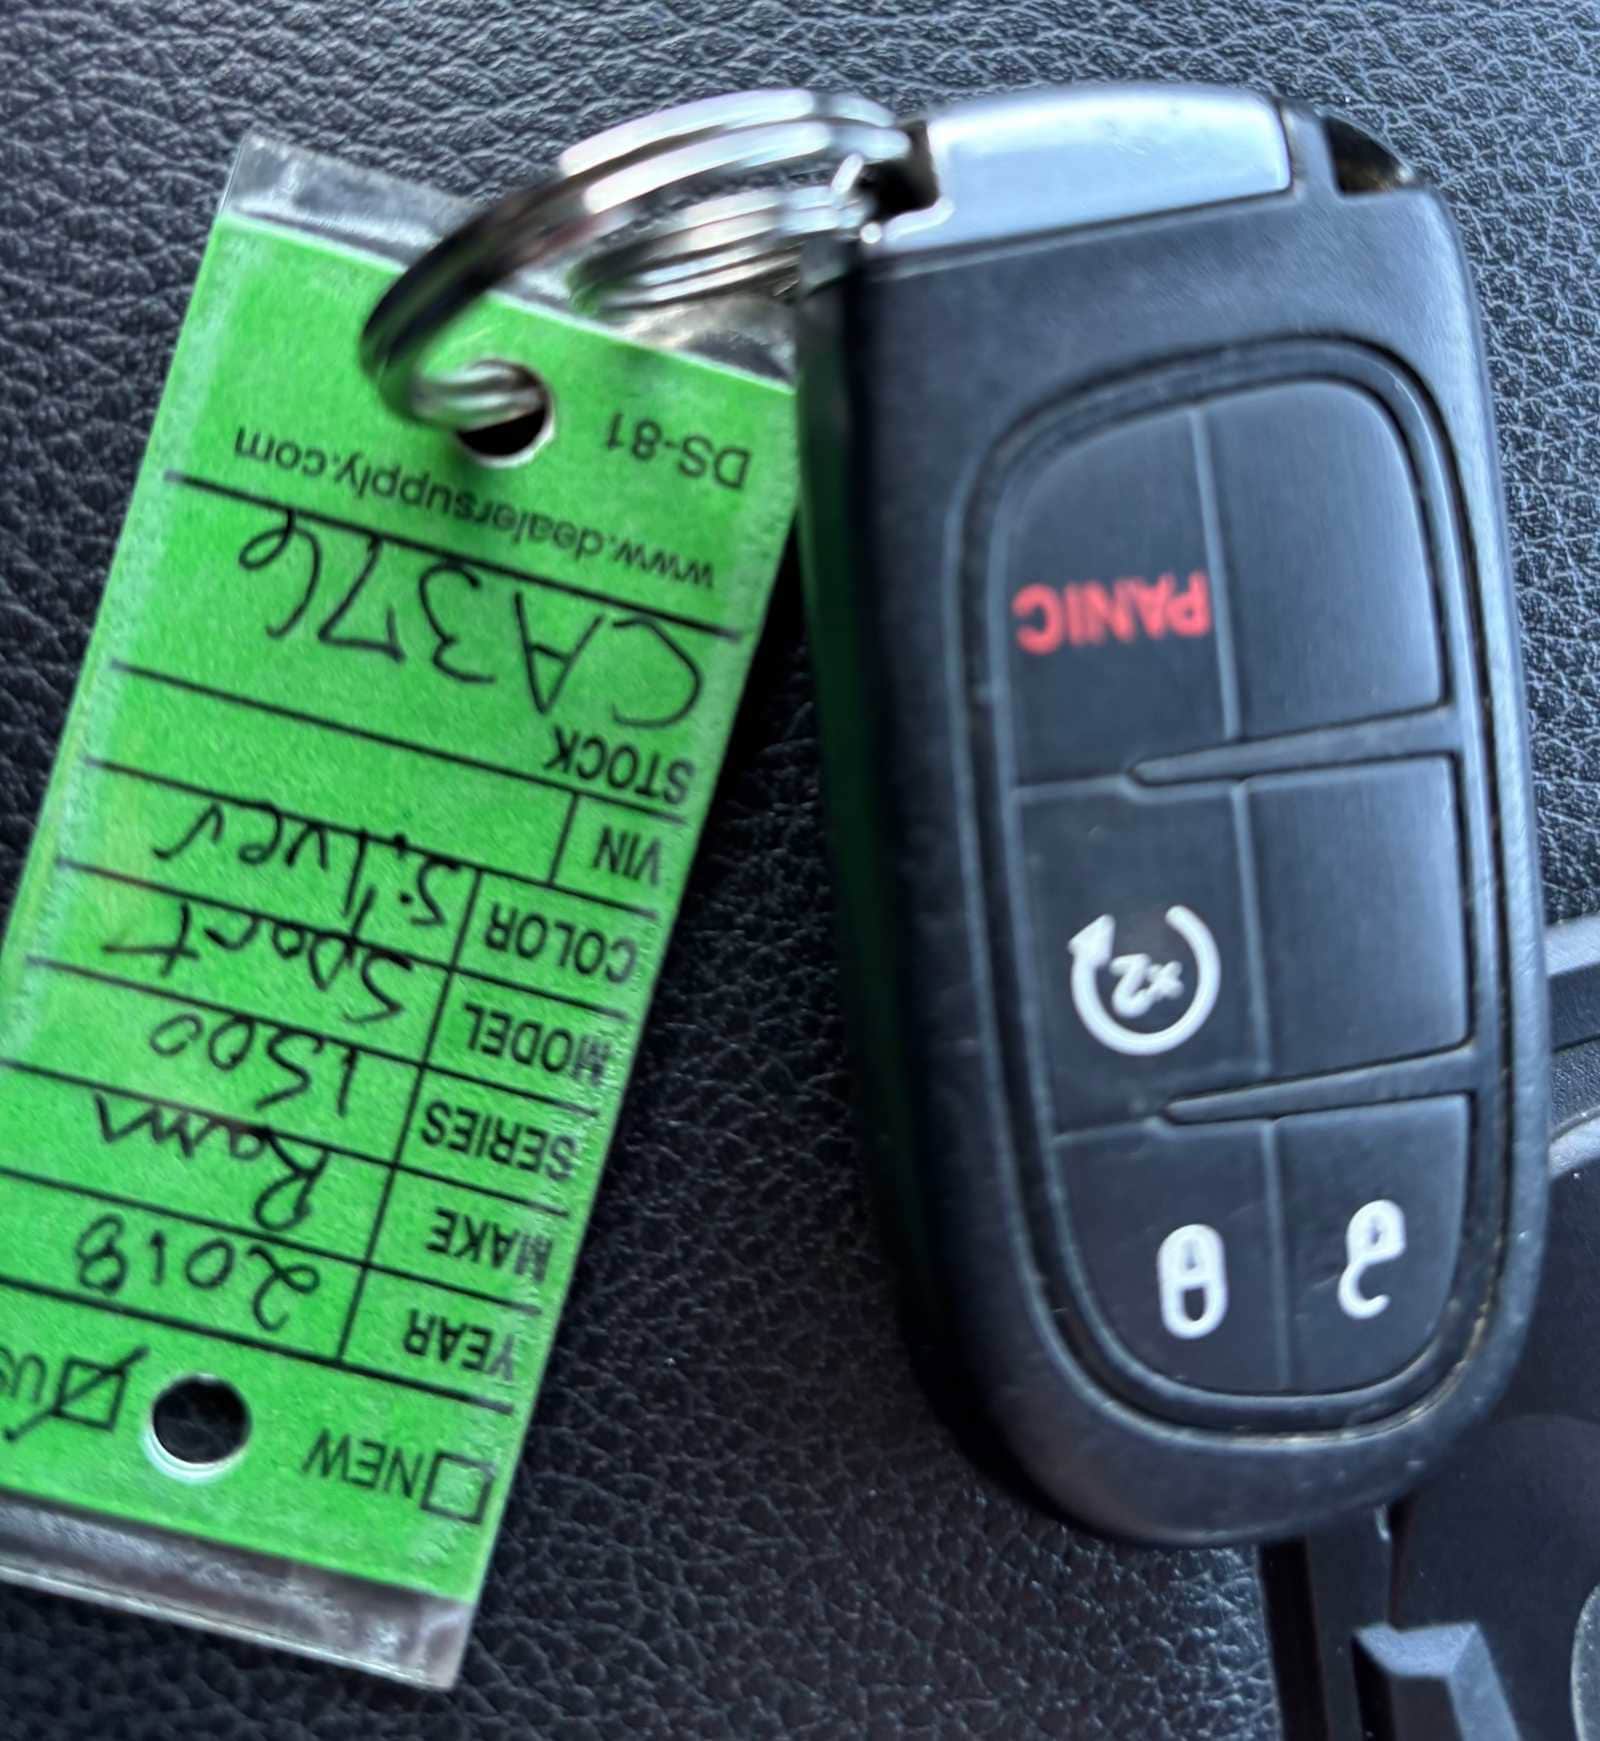 NEW
YEAR 2018
MAKE Ram
SERIES 1500
MODEL Sport
COLOR Silver
VIN
STOCK
CA376
www.dealersupply.com
DS-81
x2
PANIC